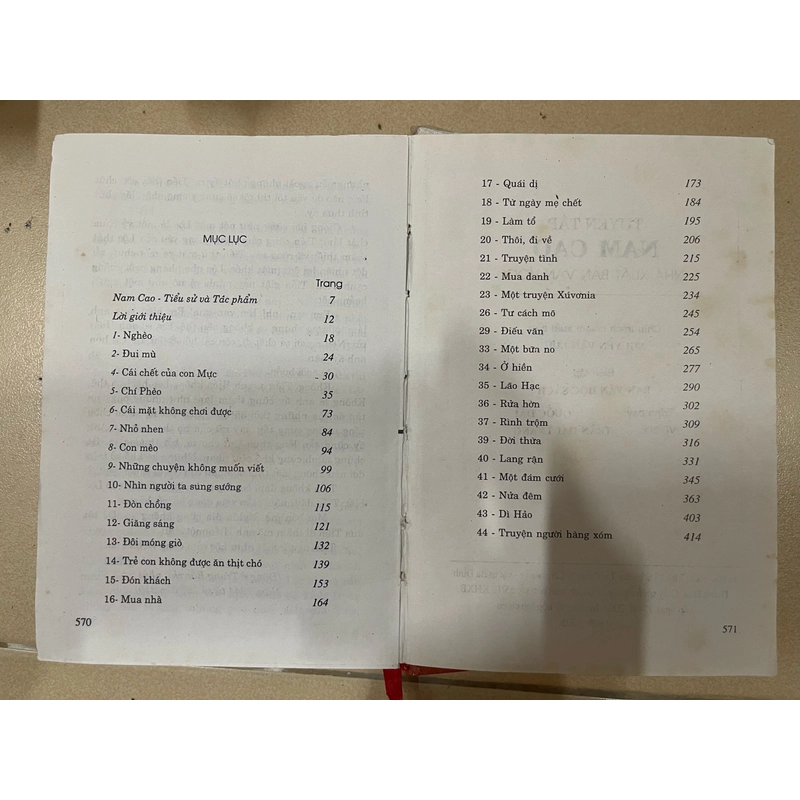 MỤC LỤC
Trang
Nam Cao - Tiểu sử và Tác phẩm 7
Lời giới thiệu 12
1- Nghèo 18
2- Đui mù 24
4- Cái chết của con Mực 30
5- Chí Phèo 35
6- Cái mặt không chơi được 73
7- Nhỏ nhen 84
8- Con mèo 94
9- Những chuyện không muốn viết 99
10- Nhìn người ta sung sướng 106
11- Đòn chồng 115
12- Giăng sáng 121
13- Đôi móng giò 132
14- Trẻ con không được ăn thịt chó 139
15- Đón khách 153
16- Mua nhà 164
570
17 - Quái dị 173
18 - Từ ngày mẹ chết 184
19 - Làm tổ 195
20 - Thôi, đi về 206
21 - Truyện tình 215
22 - Mua danh 225
23 - Một truyện Xúvơnia 234
26 - Tư cách mõ 245
29 - Điếu văn 254
33 - Một bữa no 265
34 - Ở hiền 277
35 - Lão Hạc 290
36 - Rửa hờn 302
37 - Rình trộm 309
39 - Đời thừa 316
40 - Lang rận 331
41 - Một đám cưới 345
42 - Nửa đêm 363
43 - Dì Hảo 403
44 - Truyện người hàng xóm 414
571
TUYỂN TẬP
NAM CAO